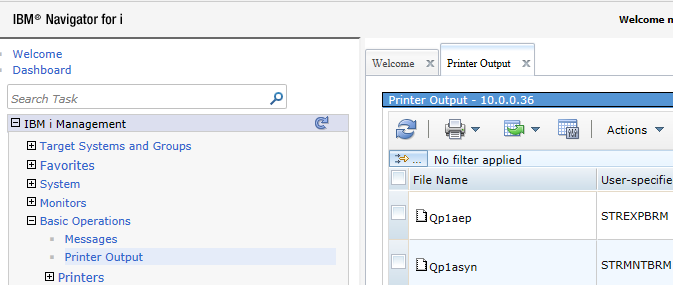 IBM® Navigator for i
Welcome
Welcome
Dashboard
Search Task
IBM i Management
Target Systems and Groups
Favorites
System
Monitors
Basic Operations
Messages
Printer Output
Printers
Welcome X
Printer Output X
Printer Output - 10.0.0.36
Actions
... No filter applied
File Name User-specifie
Qp1aep STREXPBRM
Qp1asyn STRMNTBRM